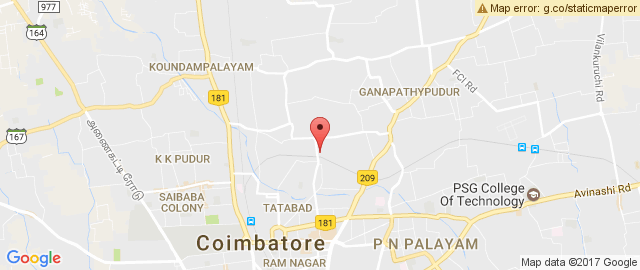 Map error: g.co/staticmaperror
977
164
KOUNDAMPALAYAM
GANAPATHYPUDUR
FCI Rd
Vilankuruchi Rd
181
167
K K PUDUR
209
PSG College
Of Technology
Avinashi Rd
SAIBABA
COLONY
TATABAD
181
Coimbatore
P N PALAYAM
RAM NAGAR
Google
Map data ©2017 Google